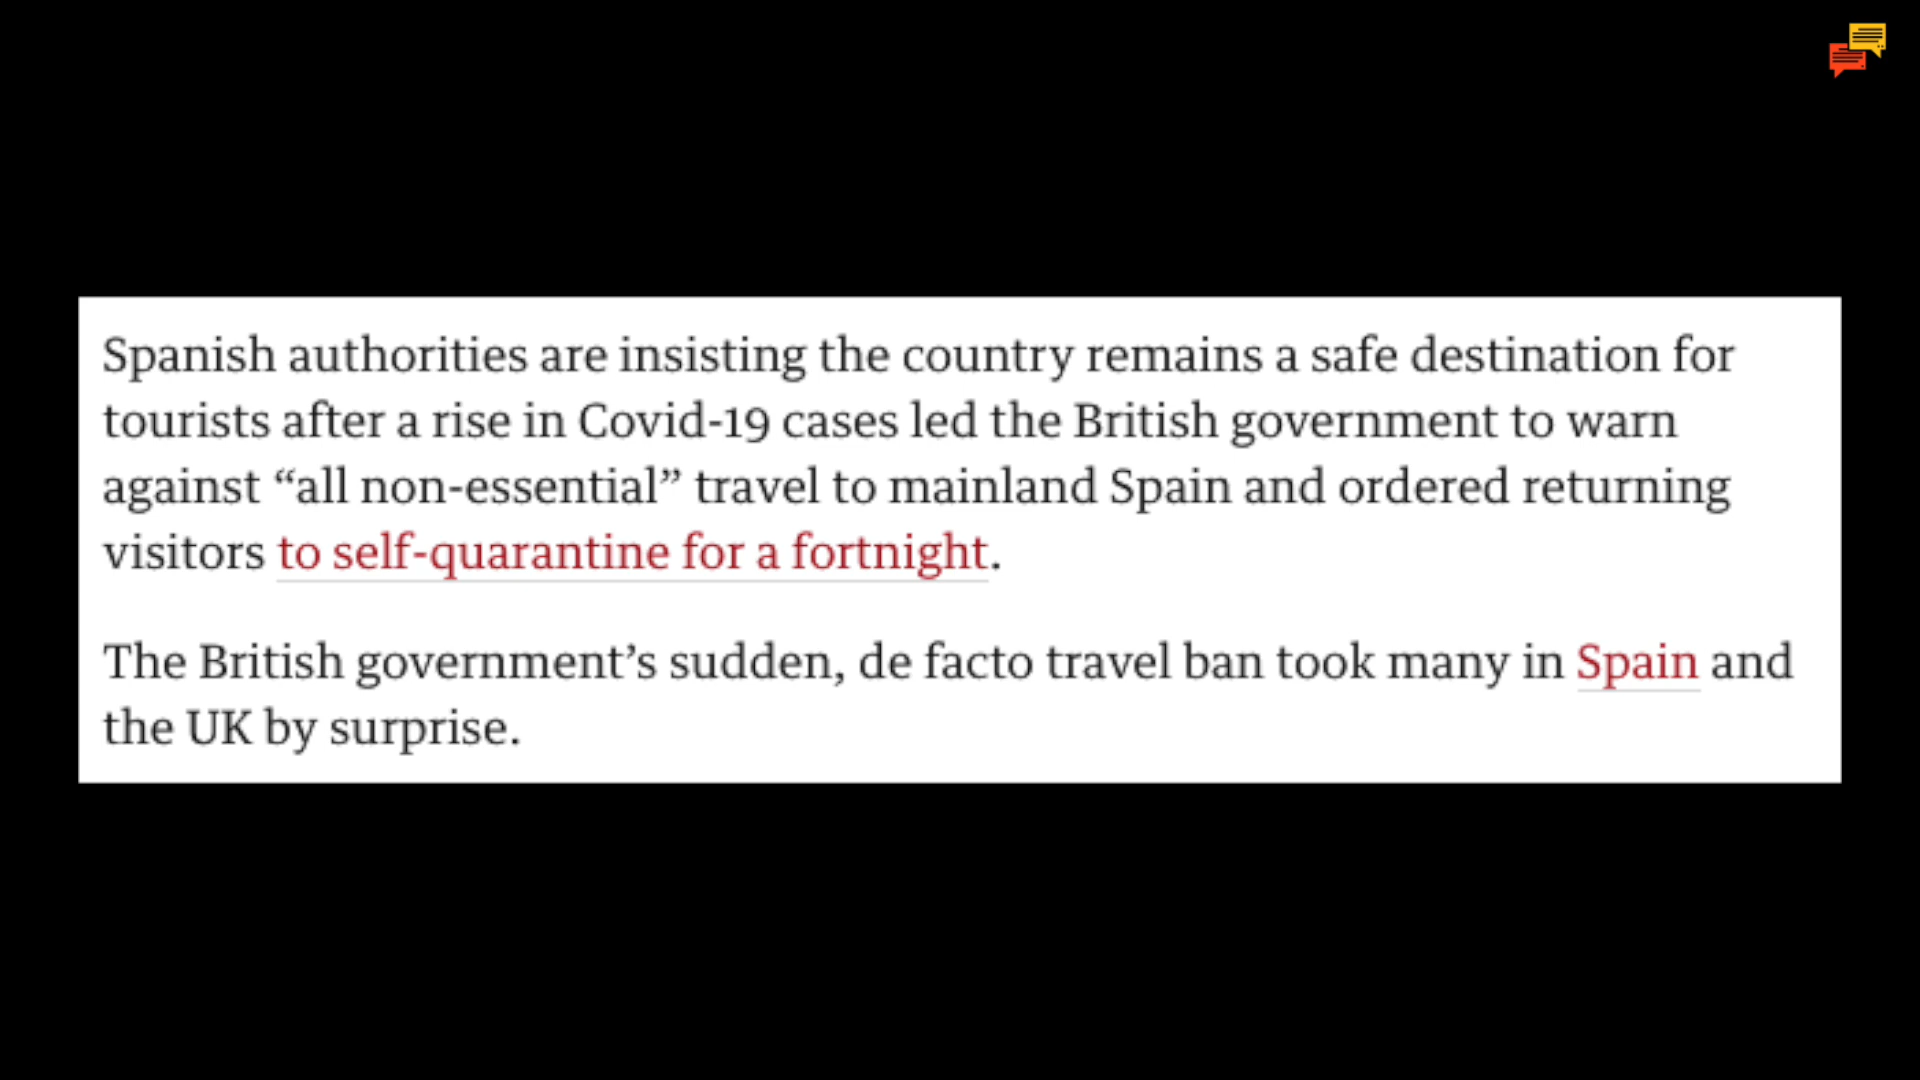 Spanish authorities are insisting the country remains a safe destination for
tourists after a rise in Covid-19 cases led the British government to warn
against “all non-essential” travel to mainland Spain and ordered returning
visitors to self-quarantine for a fortnight.
The British government’s sudden, de facto travel ban took many in Spain and
the UK by surprise.